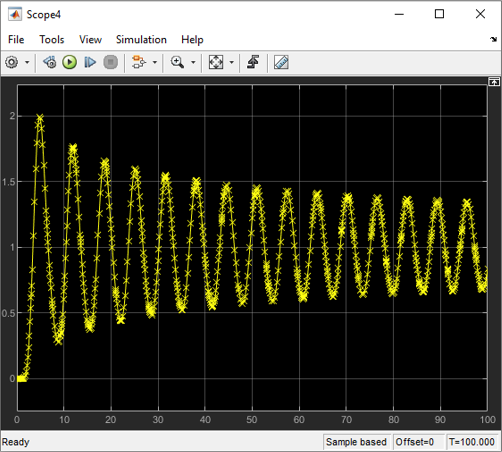 Scope4
File Tools View Simulation Help
2
1.5
1
0.5
0
0 10 20 30 40 50 60 70 80 90 100
Ready Sample based Offset=0 T=100.000